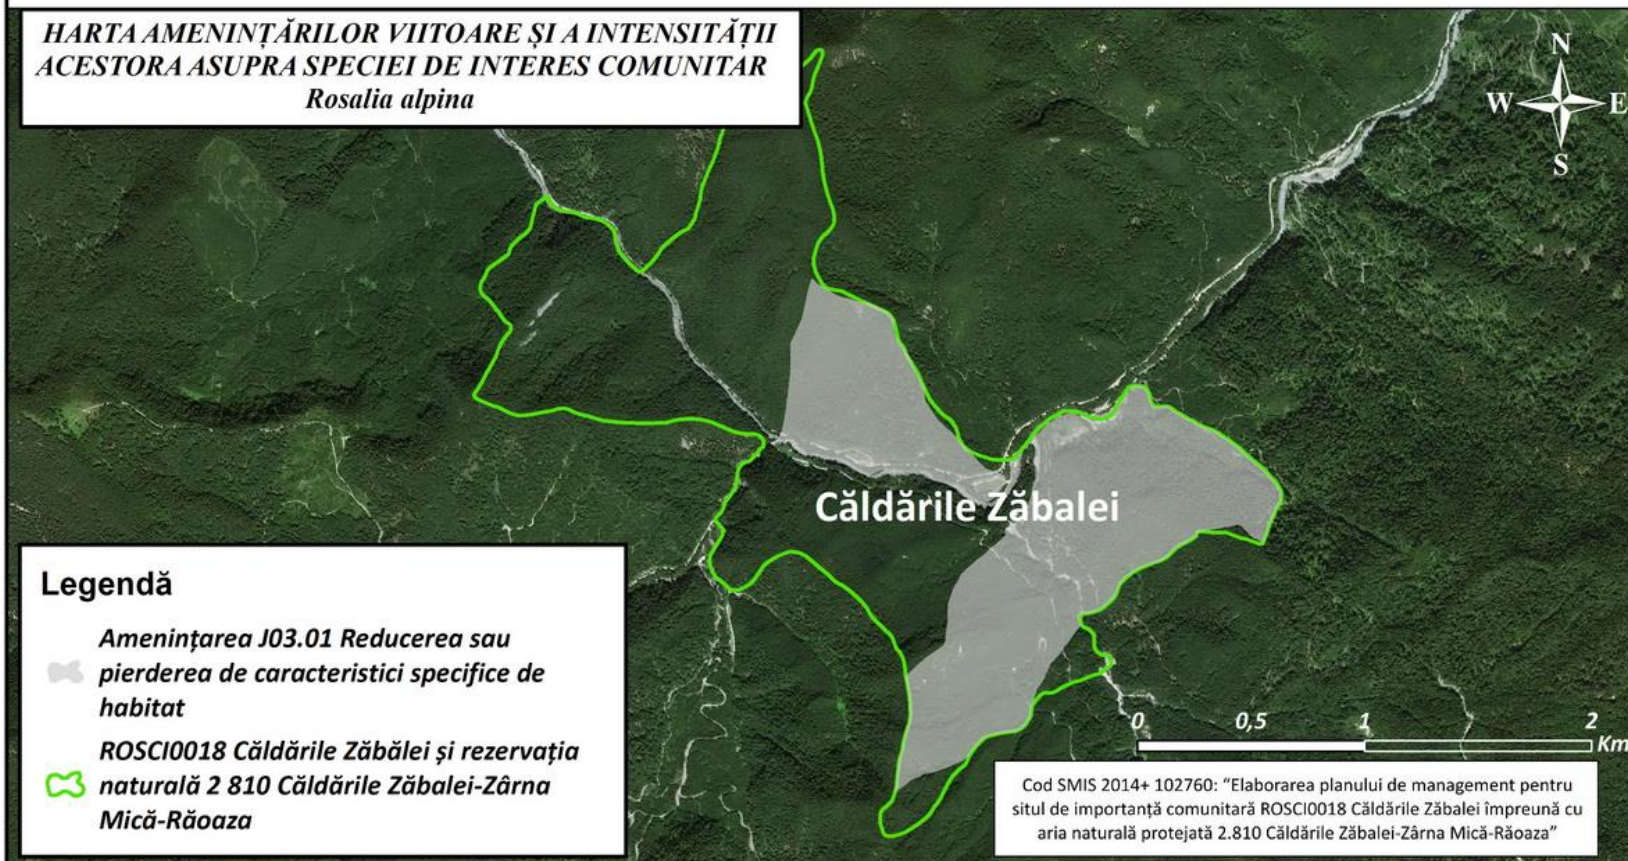 HARTA AMENINȚĂRILOR VIITOARE ȘI A INTENSITĂȚII
ACESTORA ASUPRA SPECIEI DE INTERES COMUNITAR
Rosalia alpina
N
W E
S
Căldările Zăbalei
Legendă
Amenințarea J03.01 Reducerea sau
pierderea de caracteristici specifice de
habitat
ROSCI0018 Căldările Zăbălei și rezervația
naturală 2 810 Căldările Zăbalei-Zârna
Mică-Răoaza
0 0,5 1 2
Km
Cod SMIS 2014+ 102760: “Elaborarea planului de management pentru
situl de importanță comunitară ROSCI0018 Căldările Zăbalei împreună cu
aria naturală protejată 2.810 Căldările Zăbalei-Zârna Mică-Răoaza”